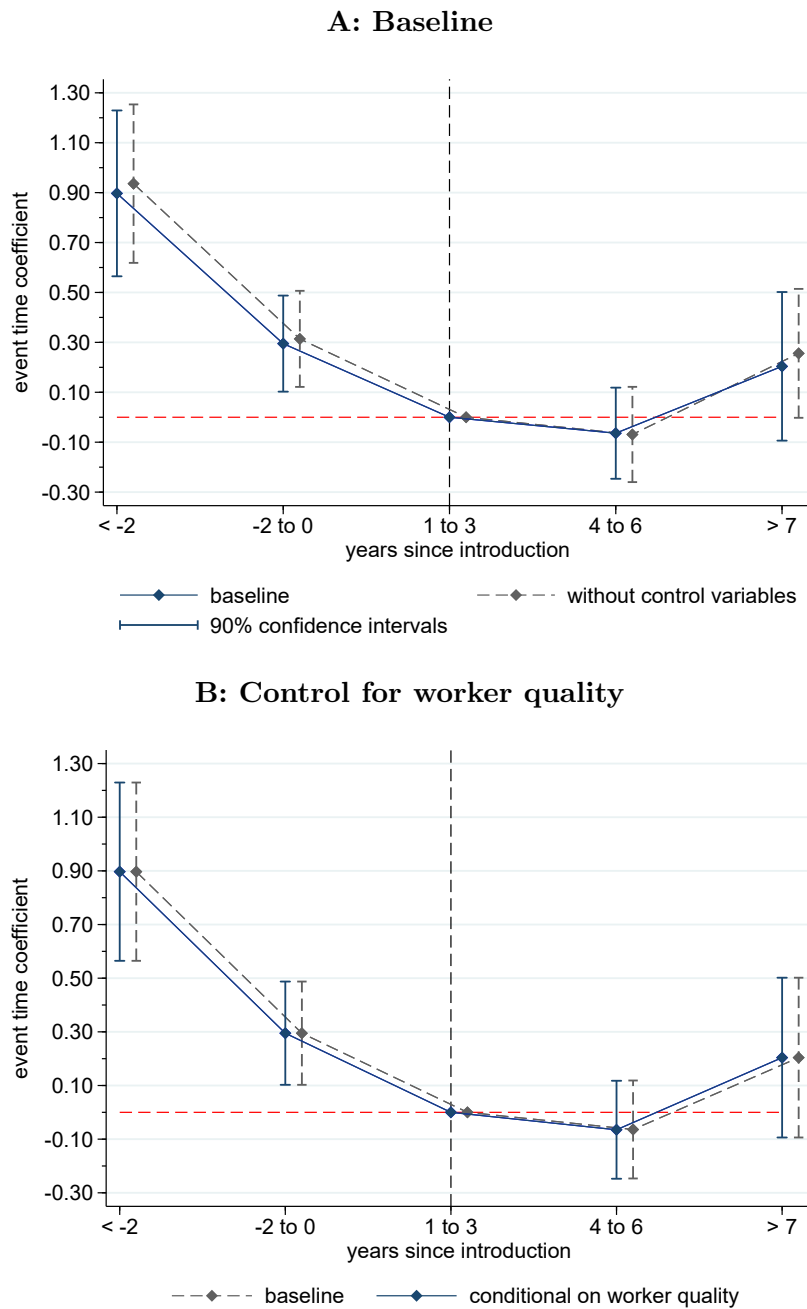 A: Baseline
1.30
1.10
0.90
0.70
0.50
0.30
0.10
-0.10
-0.30
event time coefficient
< -2
-2 to 0
1 to 3
4 to 6
> 7
years since introduction
baseline
without control variables
90% confidence intervals
B: Control for worker quality
1.30
1.10
0.90
0.70
0.50
0.30
0.10
-0.10
-0.30
event time coefficient
< -2
-2 to 0
1 to 3
4 to 6
> 7
years since introduction
baseline
conditional on worker quality